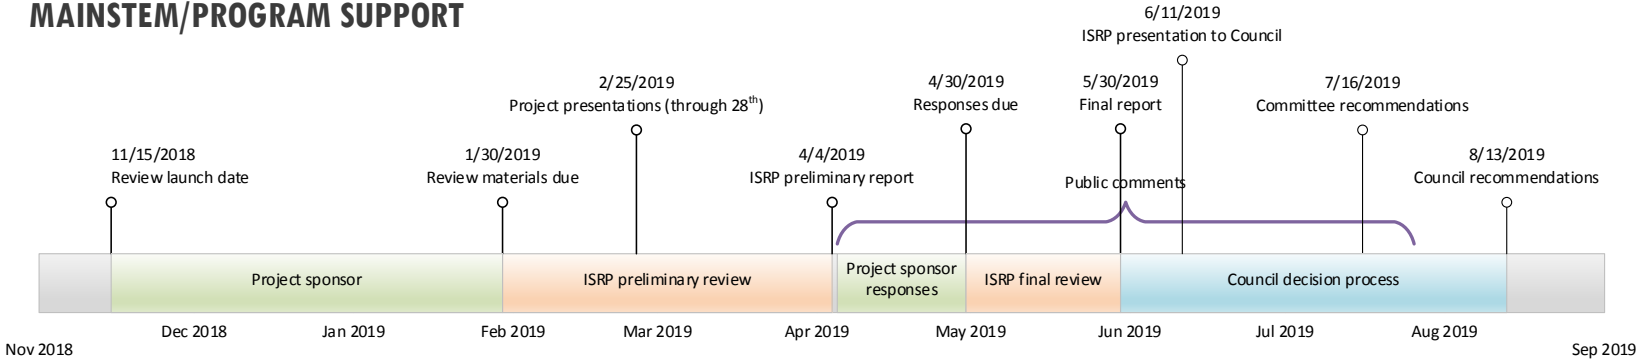 MAINSTEM/PROGRAM SUPPORT
6/11/2019
ISRP presentation to Council
2/25/2019
Project presentations (through 28th)
4/30/2019
Responses due
5/30/2019
Final report
7/16/2019
Committee recommendations
11/15/2018
Review launch date
1/30/2019
Review materials due
4/4/2019
ISRP preliminary report
Public comments
8/13/2019
Council recommendations
Project sponsor
ISRP preliminary review
Project sponsor
responses
ISRP final review
Council decision process
Nov 2018
Dec 2018
Jan 2019
Feb 2019
Mar 2019
Apr 2019
May 2019
Jun 2019
Jul 2019
Aug 2019
Sep 2019